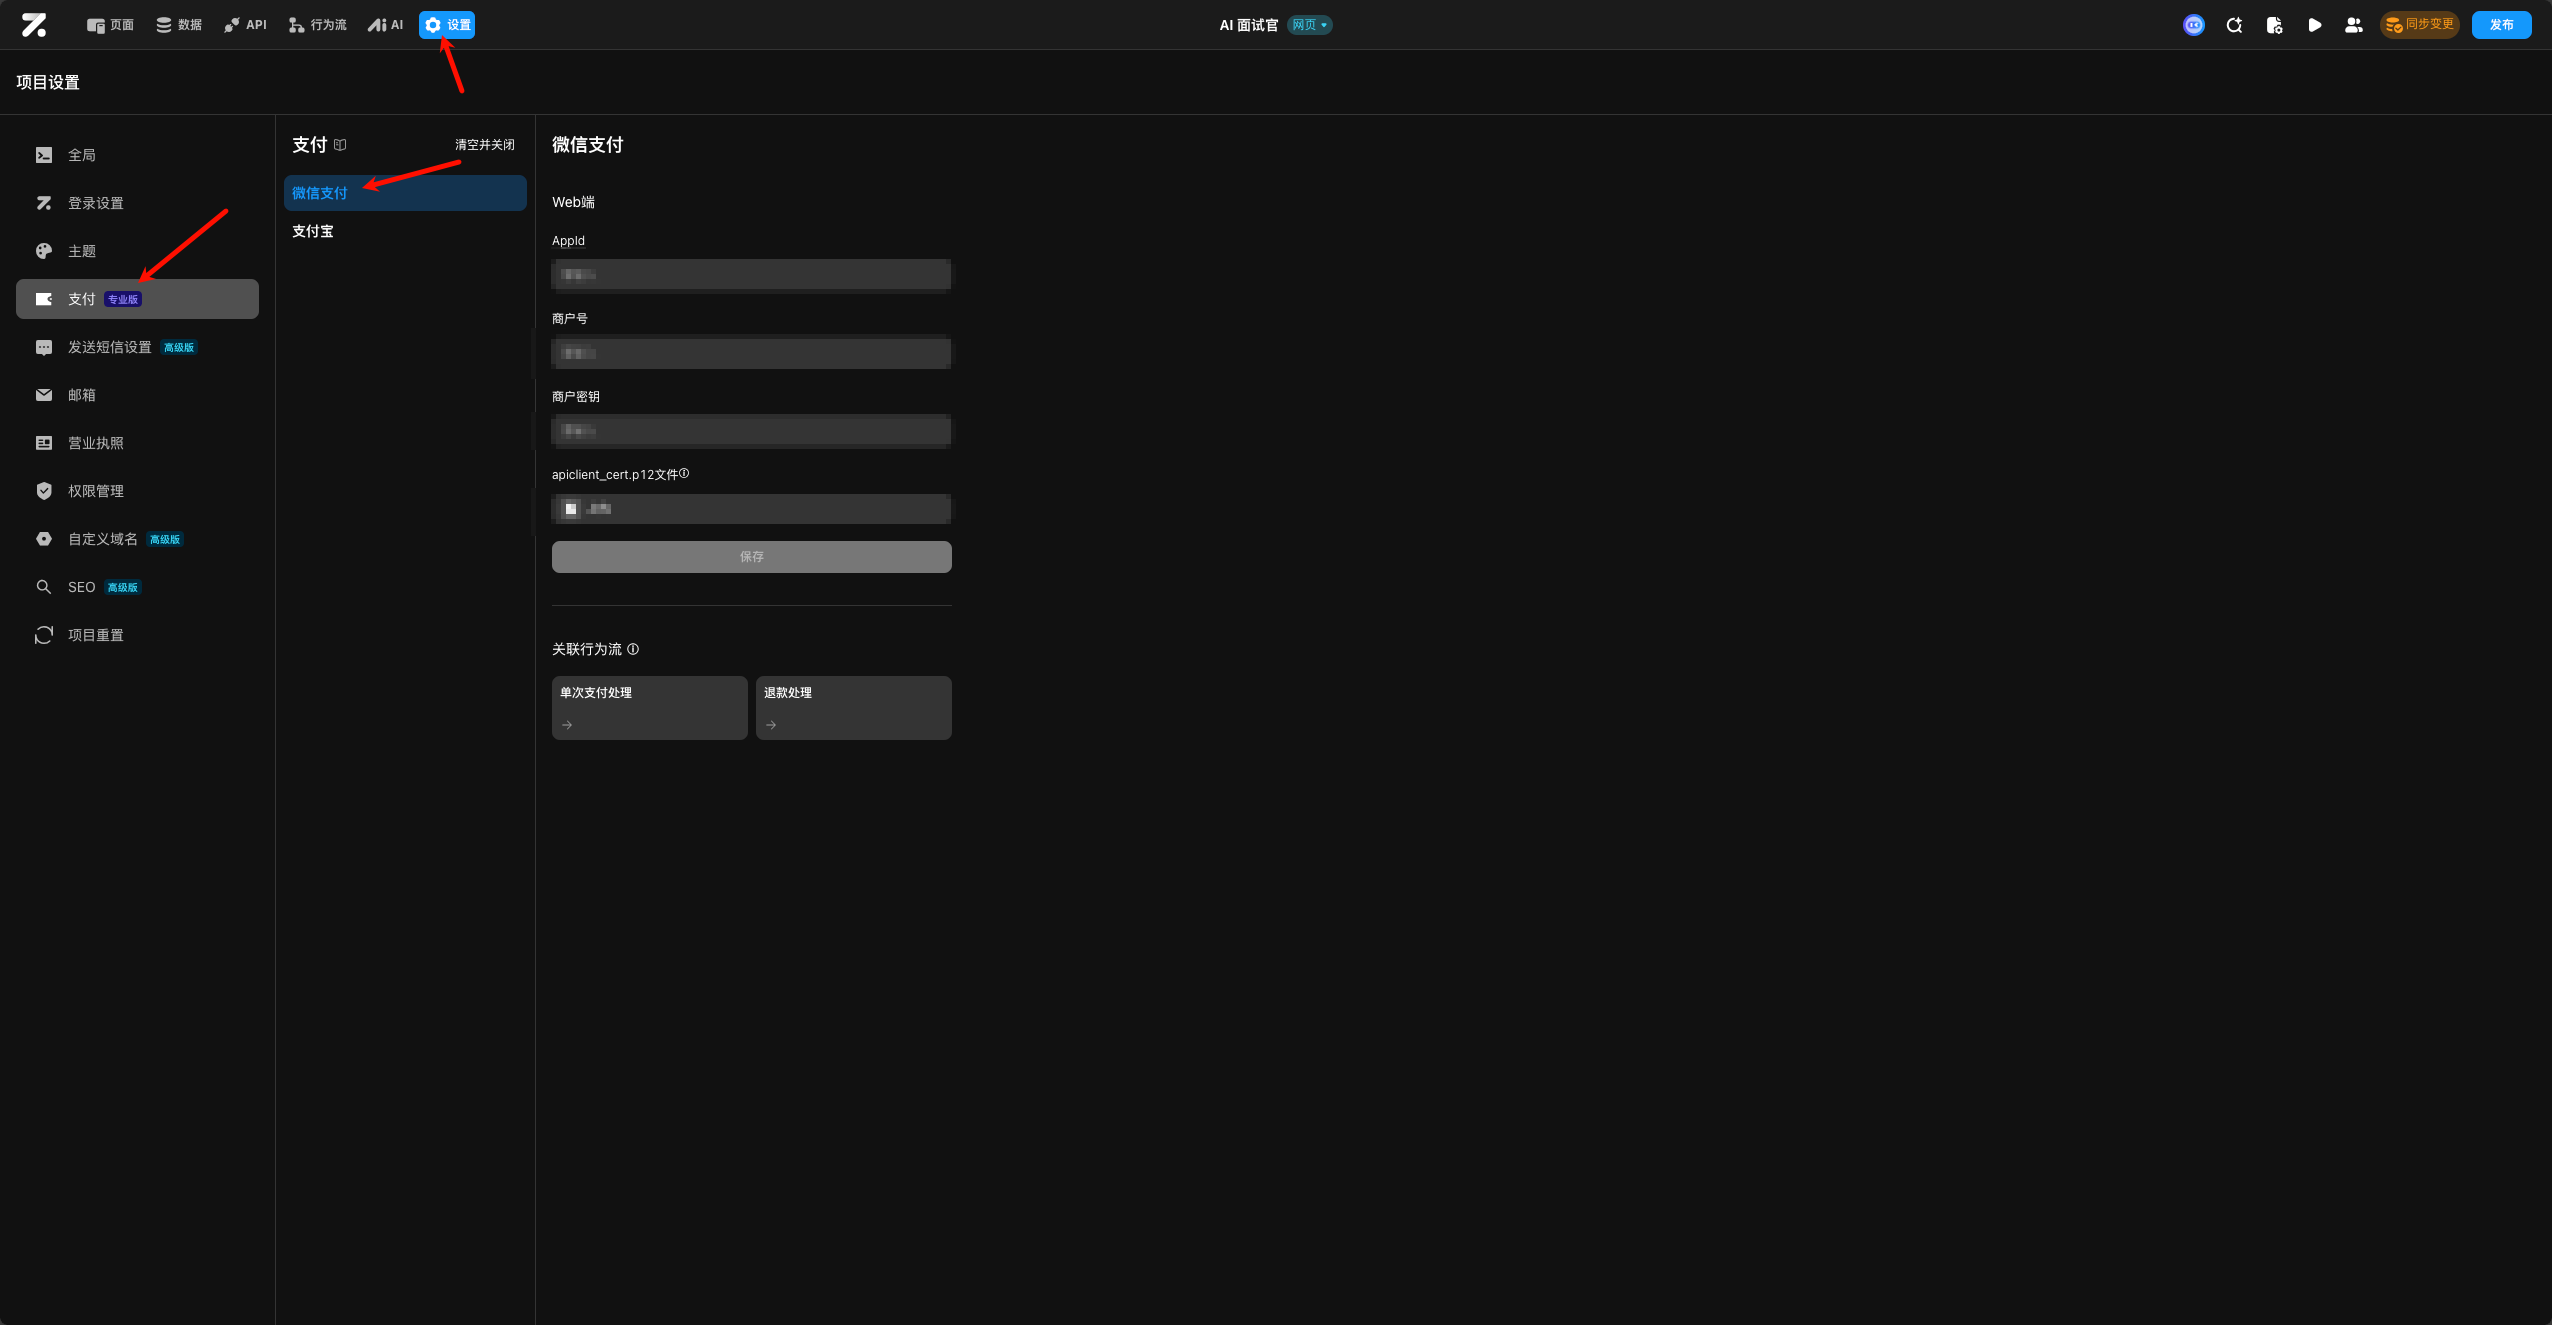 页面 数据 API 行为流 AI 设置 AI 面试官 网页 同步变更 发布
项目设置
全局
登录设置
主题
支付 专业版
发送短信设置 高级版
邮箱
营业执照
权限管理
自定义域名 高级版
SEO 高级版
项目重置
支付 清空并关闭
微信支付
支付宝
微信支付
Web端
AppId
商户号
商户密钥
apiclient_cert.p12文件
保存
关联行为流
单次支付处理 退款处理